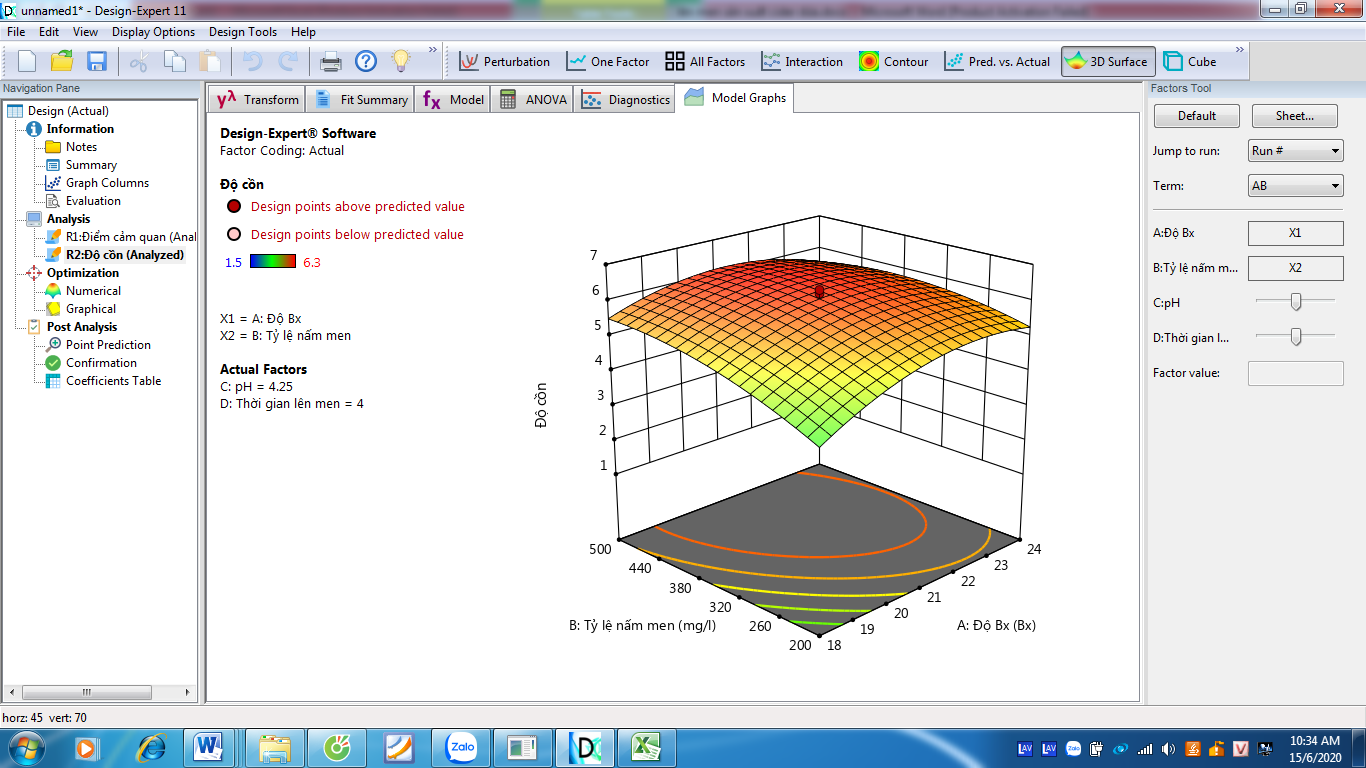 unnamed1* - Design-Expert 11
File Edit View Display Options Design Tools Help
Perturbation One Factor All Factors Interaction Contour Pred. vs. Actual 3D Surface Cube
Navigation Pane
Design (Actual)
Information
Notes
Summary
Graph Columns
Evaluation
Analysis
R1:Điểm cảm quan (Anal
R2:Độ cồn (Analyzed)
Optimization
Numerical
Graphical
Post Analysis
Point Prediction
Confirmation
Coefficients Table
yλ Transform Fit Summary fx Model ANOVA Diagnostics Model Graphs
Design-Expert® Software
Factor Coding: Actual
Độ cồn
Design points above predicted value
Design points below predicted value
1.5 6.3
X1 = A: Độ Bx
X2 = B: Tỷ lệ nấm men
Actual Factors
C: pH = 4.25
D: Thời gian lên men = 4
7
6
5
4
3
2
1
Độ cồn
500
440
380
320
260
200
B: Tỷ lệ nấm men (mg/l)
18
19
20
21
22
23
24
A: Độ Bx (Bx)
Factors Tool
Default Sheet...
Jump to run: Run #
Term: AB
A:Độ Bx X1
B:Tỷ lệ nấm m... X2
C:pH
D:Thời gian l...
Factor value:
horz: 45 vert: 70
Zalo
LAV LAV Zalo
10:34 AM
15/6/2020